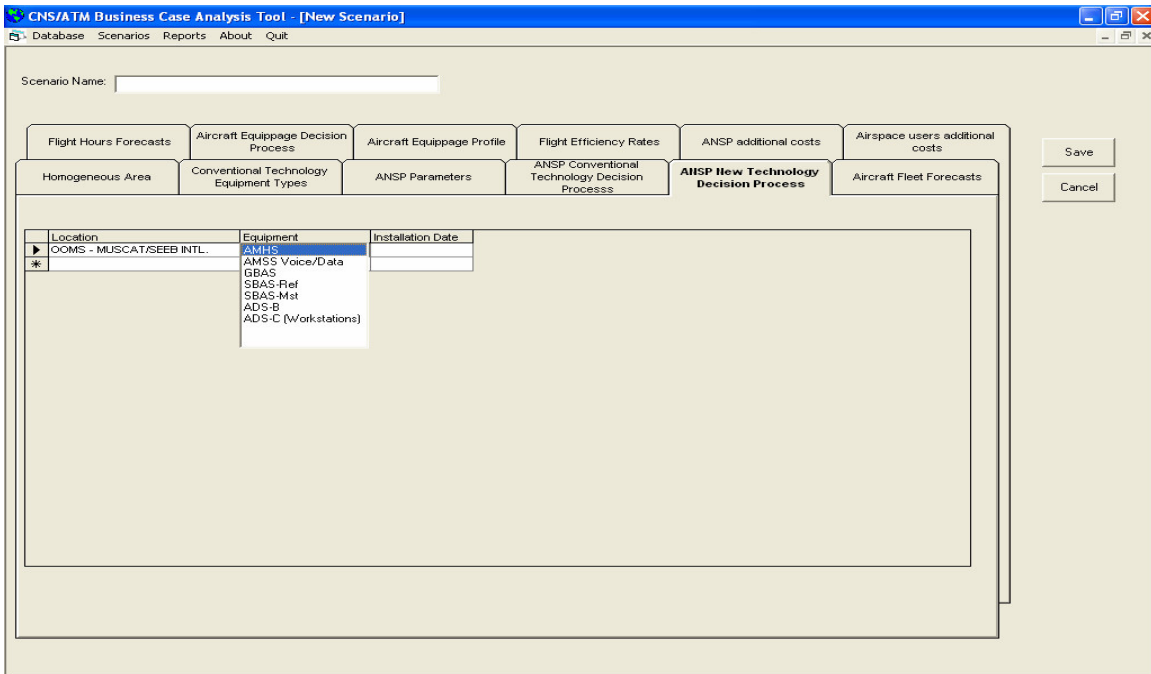 CNS/ATM Business Case Analysis Tool - [New Scenario]
Database Scenarios Reports About Quit
Scenario Name:
Flight Hours Forecasts
Aircraft Equippage Decision
Process
Aircraft Equippage Profile
Flight Efficiency Rates
ANSP additional costs
Airspace users additional
costs
Save
Homogeneous Area
Conventional Technology
Equipment Types
ANSP Parameters
ANSP Conventional
Technology Decision
Processs
ANSP New Technology
Decision Process
Aircraft Fleet Forecasts
Cancel
Location Equipment Installation Date
OOMS - MUSCAT/SEEB INTL.
AMHS
AMSS Voice/Data
GBAS
SBAS-Ref
SBAS-Mst
ADS-B
ADS-C (Workstations)